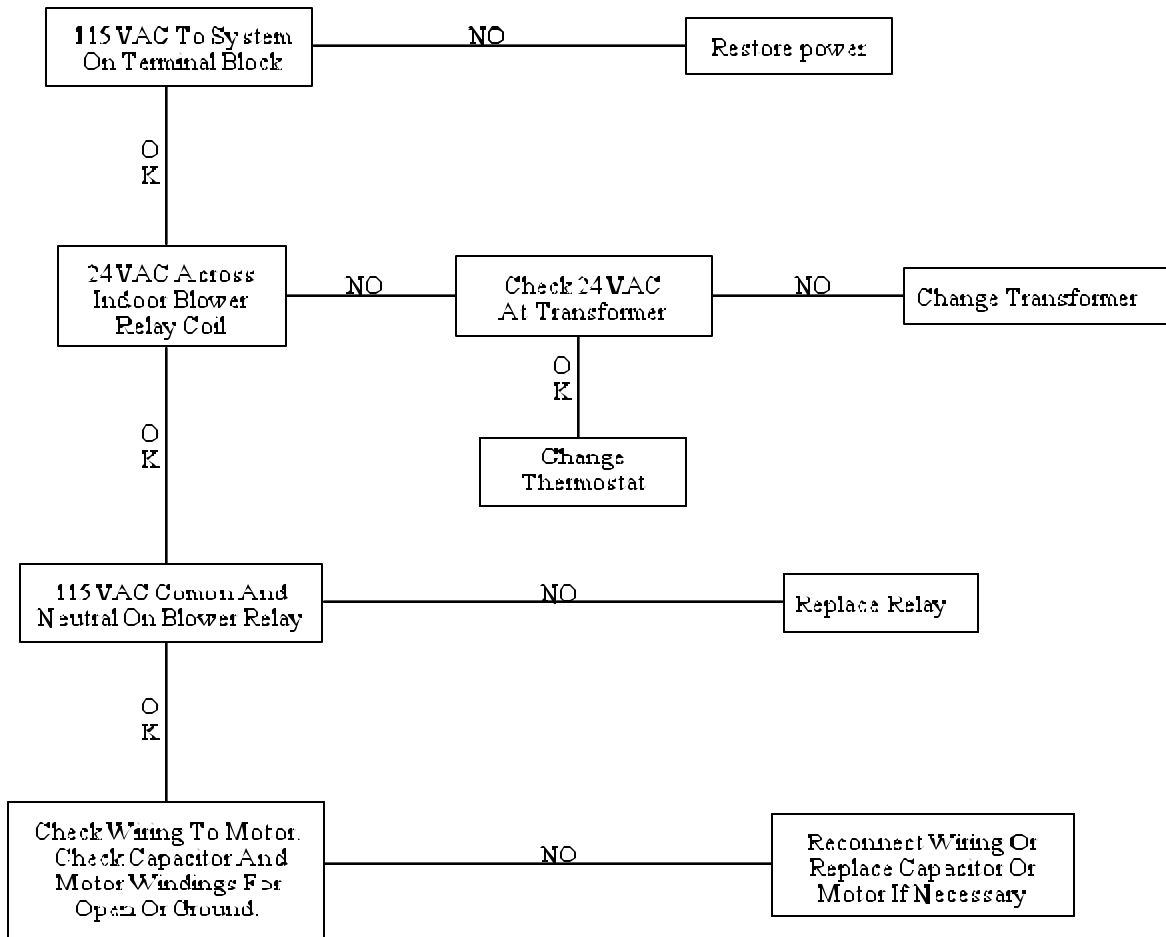 115 VAC To System
On Terminal Block
NO
Restore power
O
K
24 VAC Across
Indoor Blower
Relay Coil
NO
Check 24 VAC
At Transformer
NO
Change Transformer
O
K
Change
Thermostat
O
K
115 VAC Comon And
Neutral On Blower Relay
NO
Replace Relay
O
K
Check Wiring To Motor.
Check Capacitor And
Motor Windings For
Open Or Ground.
NO
Reconnect Wiring Or
Replace Capacitor Or
Motor If Necessary